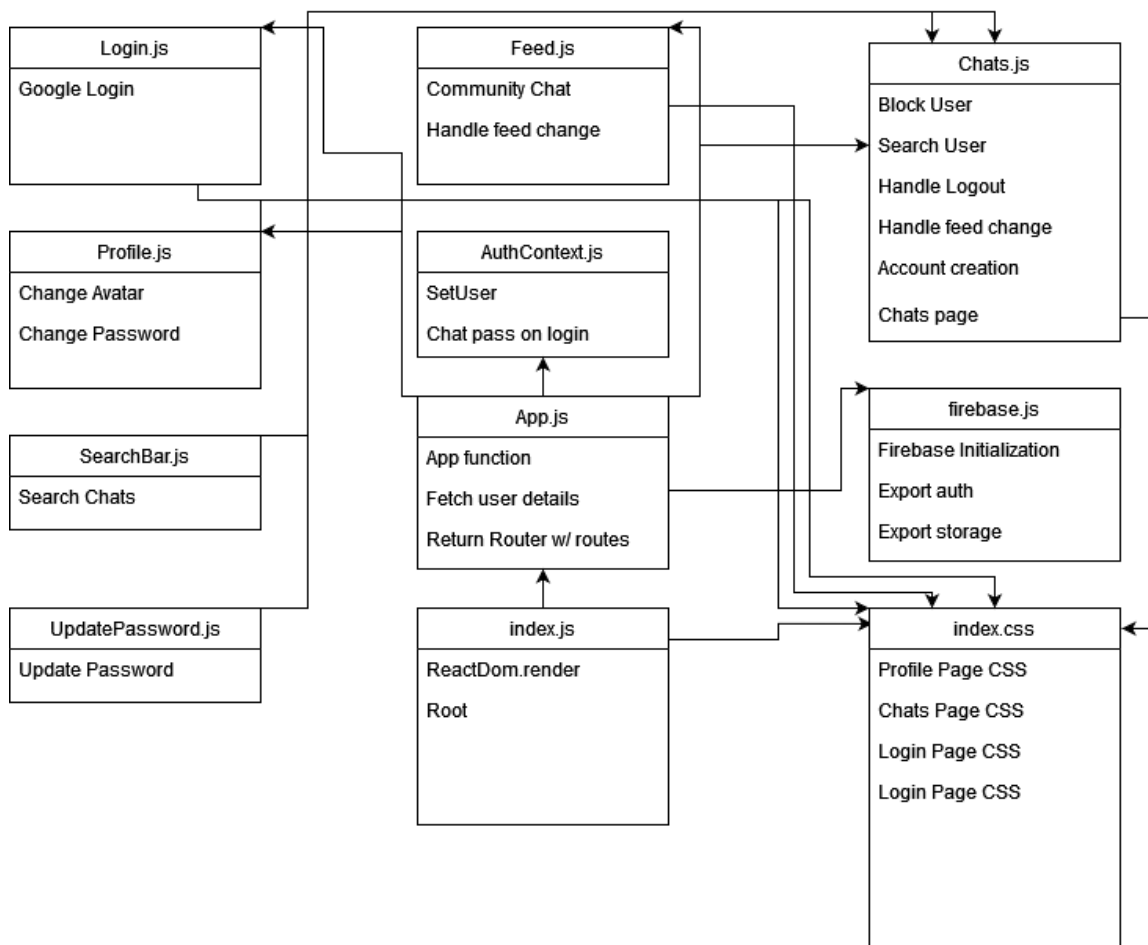 Login.js
Google Login
Feed.js
Community Chat
Handle feed change
Chats.js
Block User
Search User
Handle Logout
Handle feed change
Account creation
Chats page
Profile.js
Change Avatar
Change Password
AuthContext.js
SetUser
Chat pass on login
SearchBar.js
Search Chats
App.js
App function
Fetch user details
Return Router w/ routes
firebase.js
Firebase Initialization
Export auth
Export storage
UpdatePassword.js
Update Password
index.js
ReactDom.render
Root
index.css
Profile Page CSS
Chats Page CSS
Login Page CSS
Login Page CSS